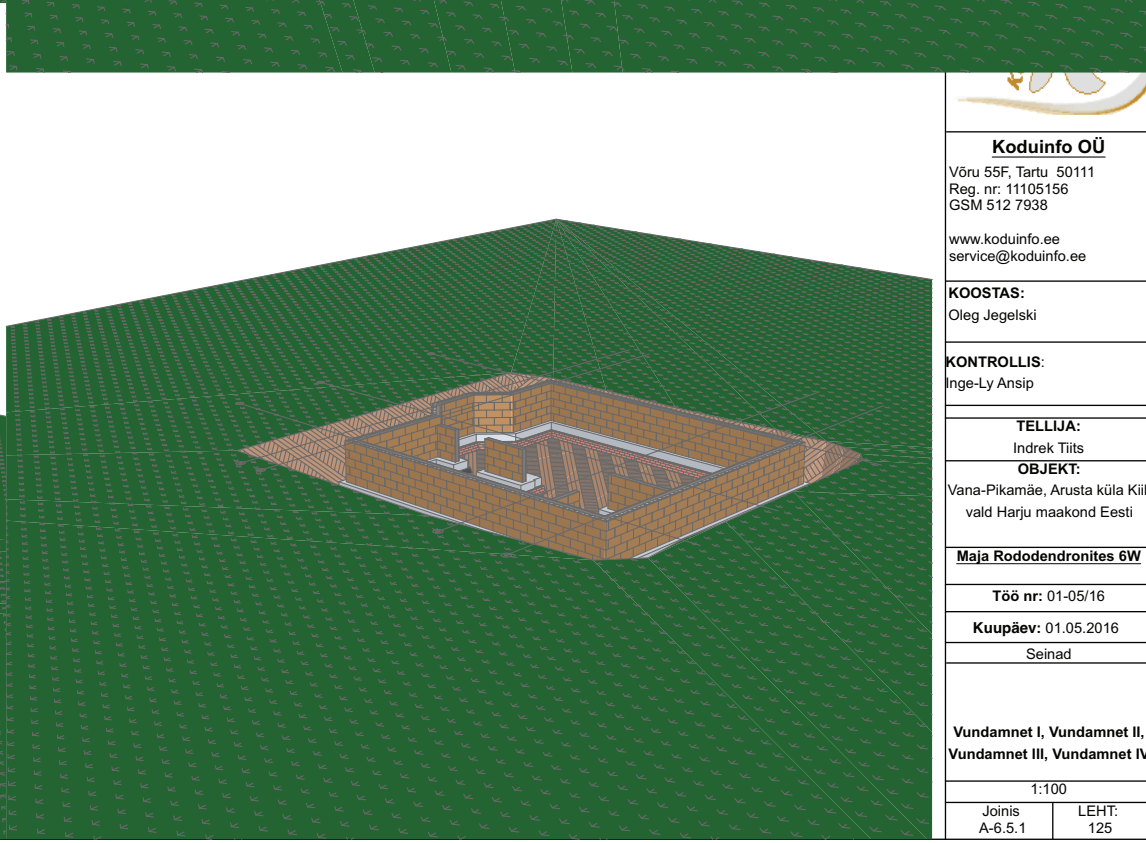 Koduinfo OÜ
Võru 55F, Tartu 50111
Reg. nr: 11105156
GSM 512 7938
www.koduinfo.ee
service@koduinfo.ee
KOOSTAS:
Oleg Jegelski
KONTROLLIS:
Inge-Ly Ansip
TELLIJA:
Indrek Tiits
OBJEKT:
Vana-Pikamäe, Arusta küla
vald Harju maakond Eesti
Maja Rododendronites 6W
Töö nr: 01-05/16
Kuupäev: 01.05.2016
Seinad
Vundamnet I, Vundamnet II,
Vundamnet III, Vundamnet IV
1:100
Joinis
A-6.5.1
LEHT:
125